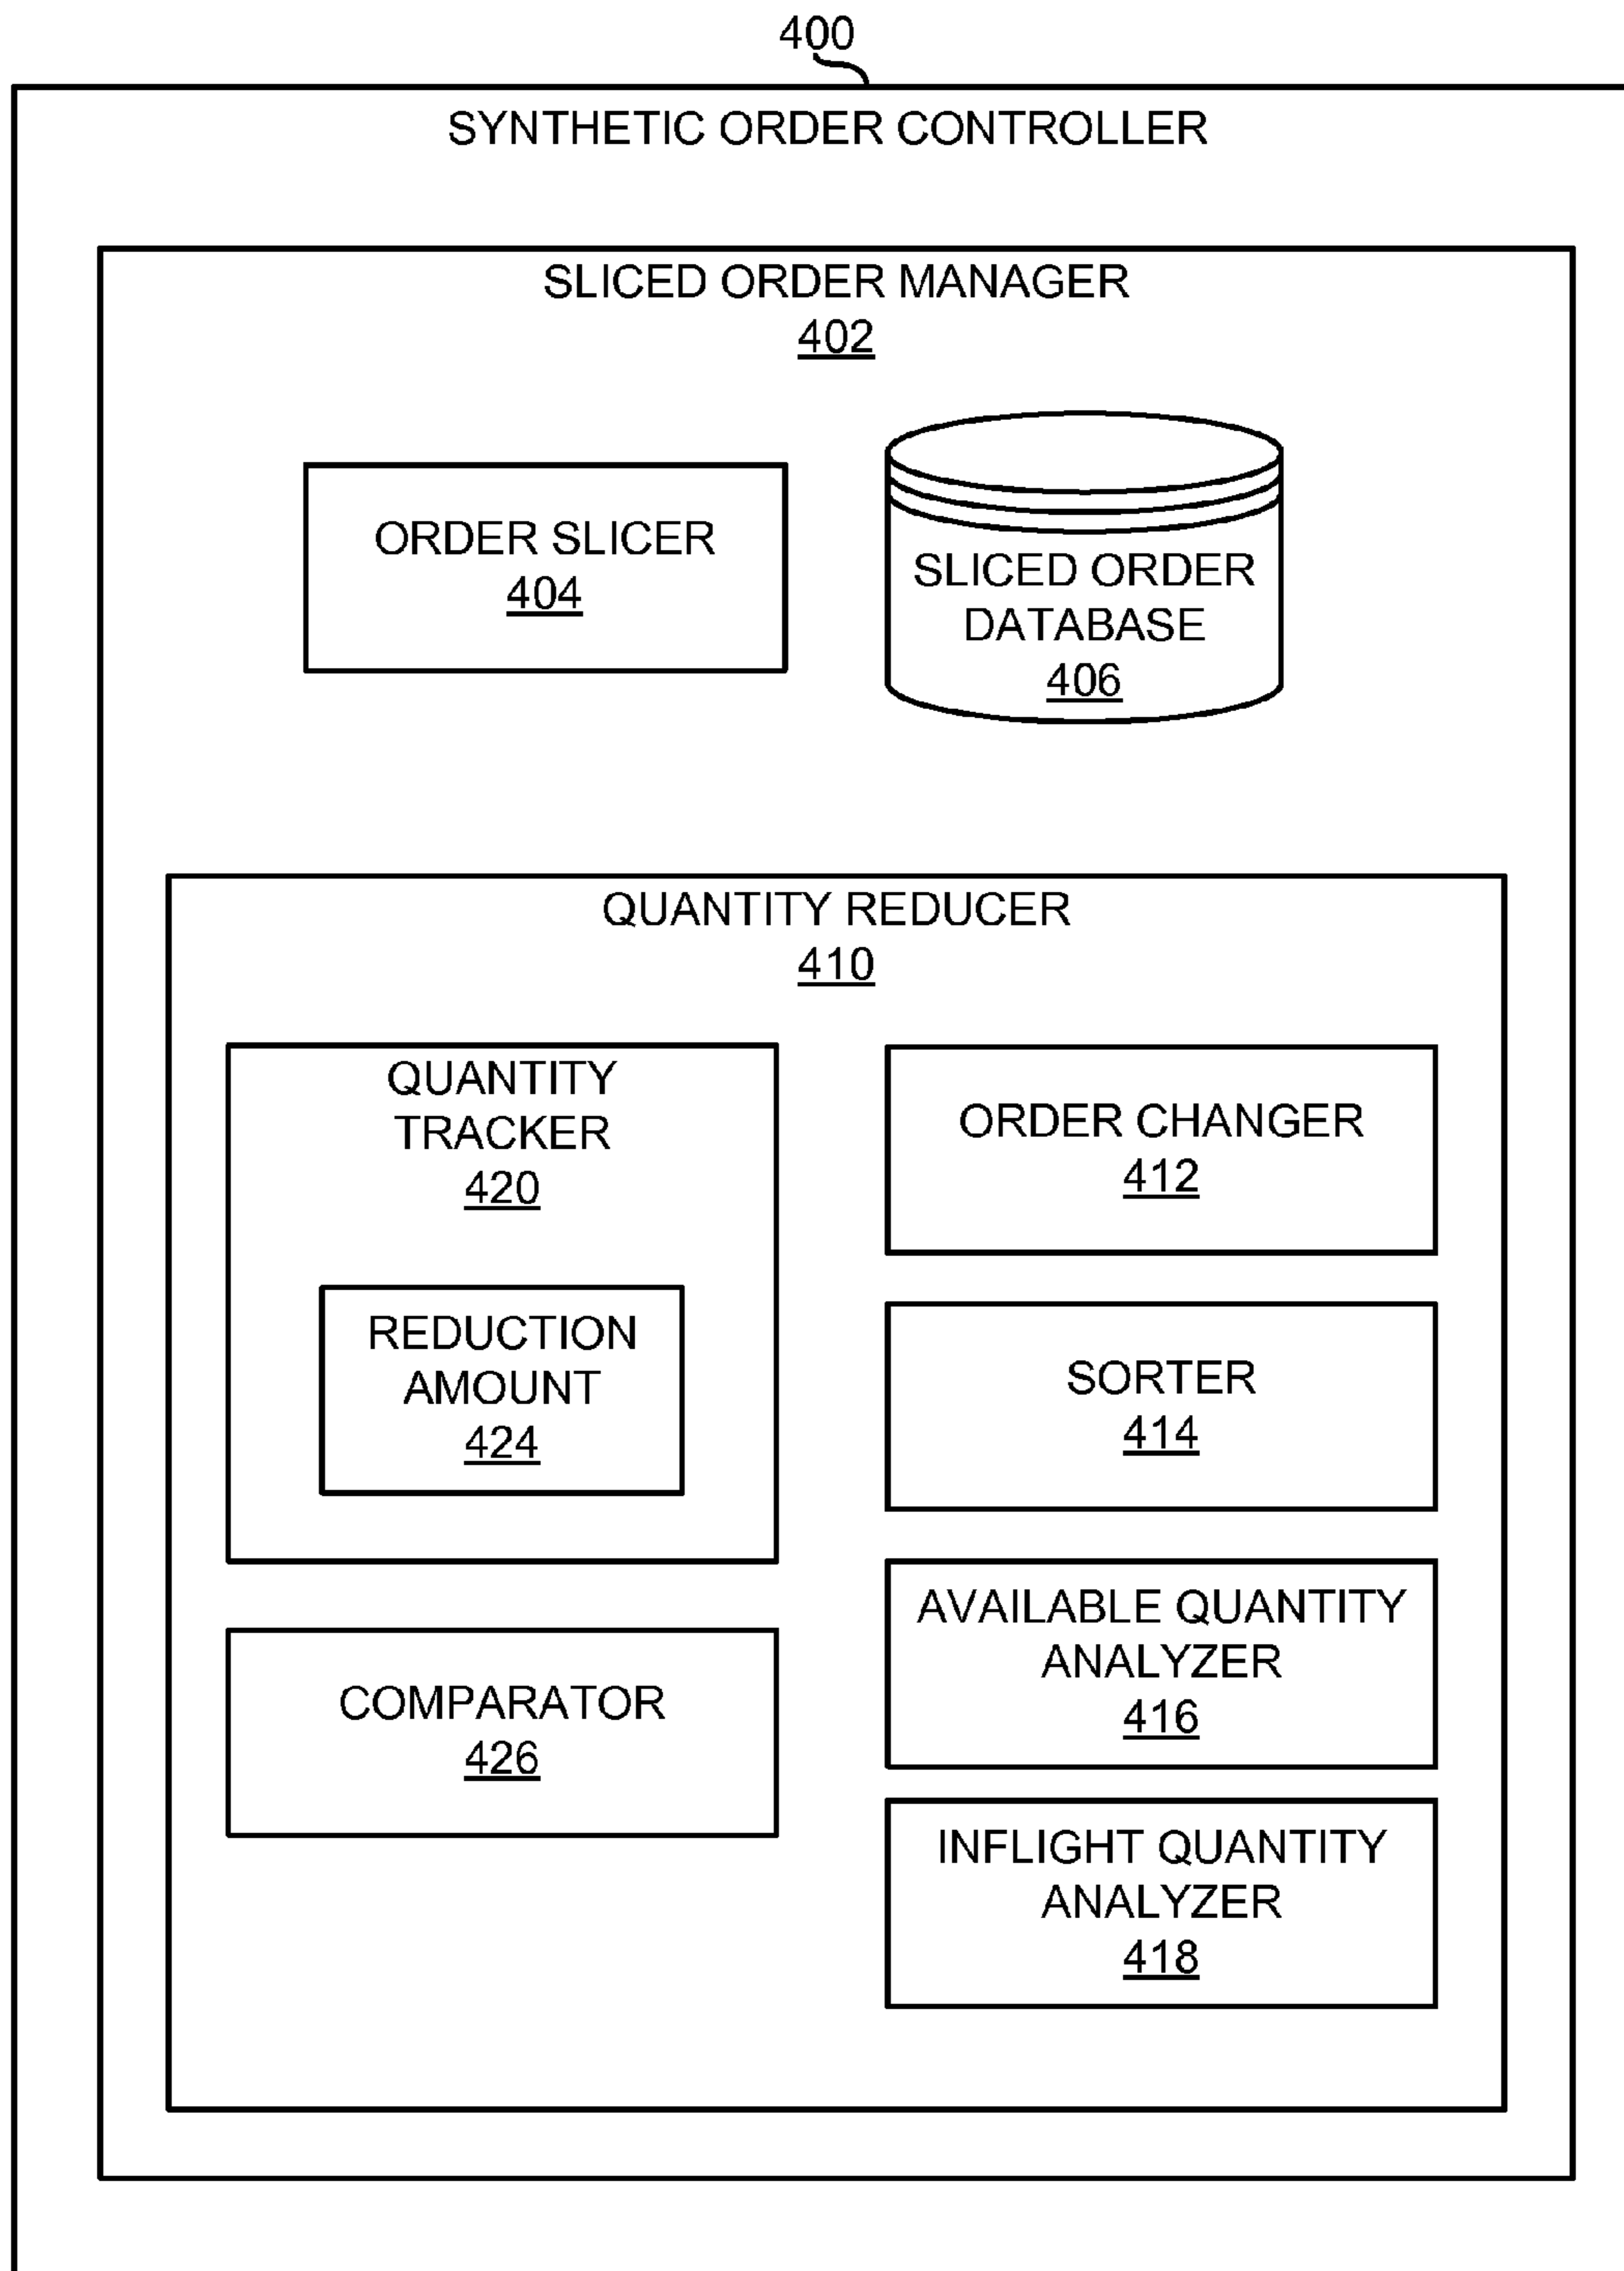 400
SYNTHETIC ORDER CONTROLLER
SLICED ORDER MANAGER
402
ORDER SLICER
404
SLICED ORDER
DATABASE
406
QUANTITY REDUCER
410
QUANTITY
TRACKER
420
REDUCTION
AMOUNT
424
COMPARATOR
426
ORDER CHANGER
412
SORTER
414
AVAILABLE QUANTITY
ANALYZER
416
INFLIGHT QUANTITY
ANALYZER
418